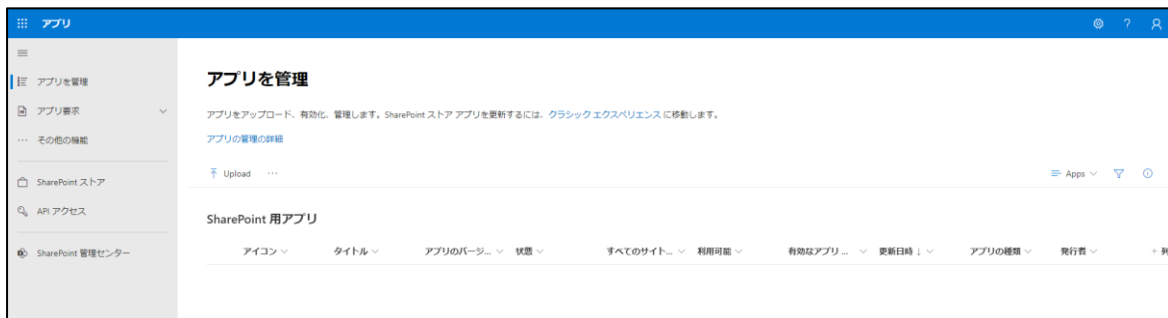 アプリ
?
アプリを管理
アプリ要求
その他の機能
SharePoint ストア
API アクセス
SharePoint 管理センター
アプリを管理
アプリをアップロード、有効化、管理します。SharePoint ストア アプリを更新するには、クラシック エクスペリエンス に移動します。
アプリの管理の詳細
Upload ...
Apps
SharePoint 用アプリ
アイコン タイトル アプリのバージ... 状態 すべてのサイト... 利用可能 有効なアプリ ... 更新日時 ↓ アプリの種類 発行者 + 列